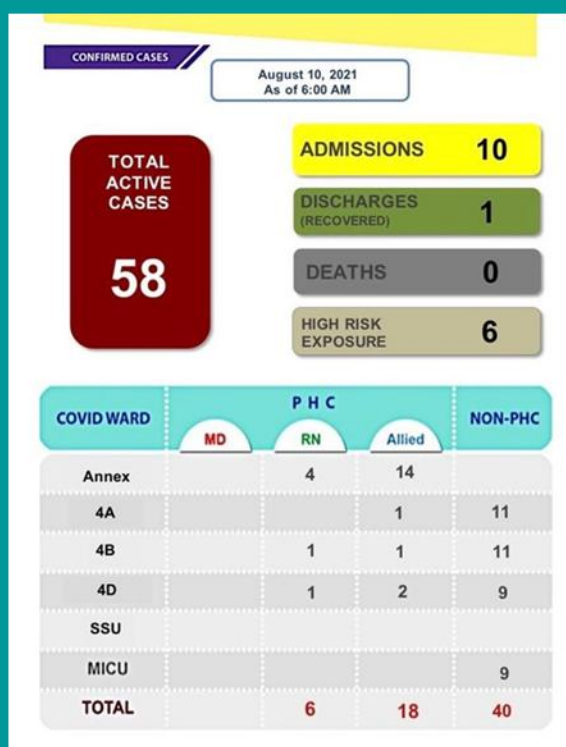 CONFIRMED CASES
August 10, 2021
As of 6:00 AM
TOTAL
ACTIVE
CASES
58
ADMISSIONS 10
DISCHARGES
(RECOVERED) 1
DEATHS 0
HIGH RISK
EXPOSURE 6
COVID WARD PHC NON-PHC
MD RN Allied
Annex 4 14
4A 1 11
4B 1 1 11
4D 1 2 9
SSU
MICU 9
TOTAL 6 18 40